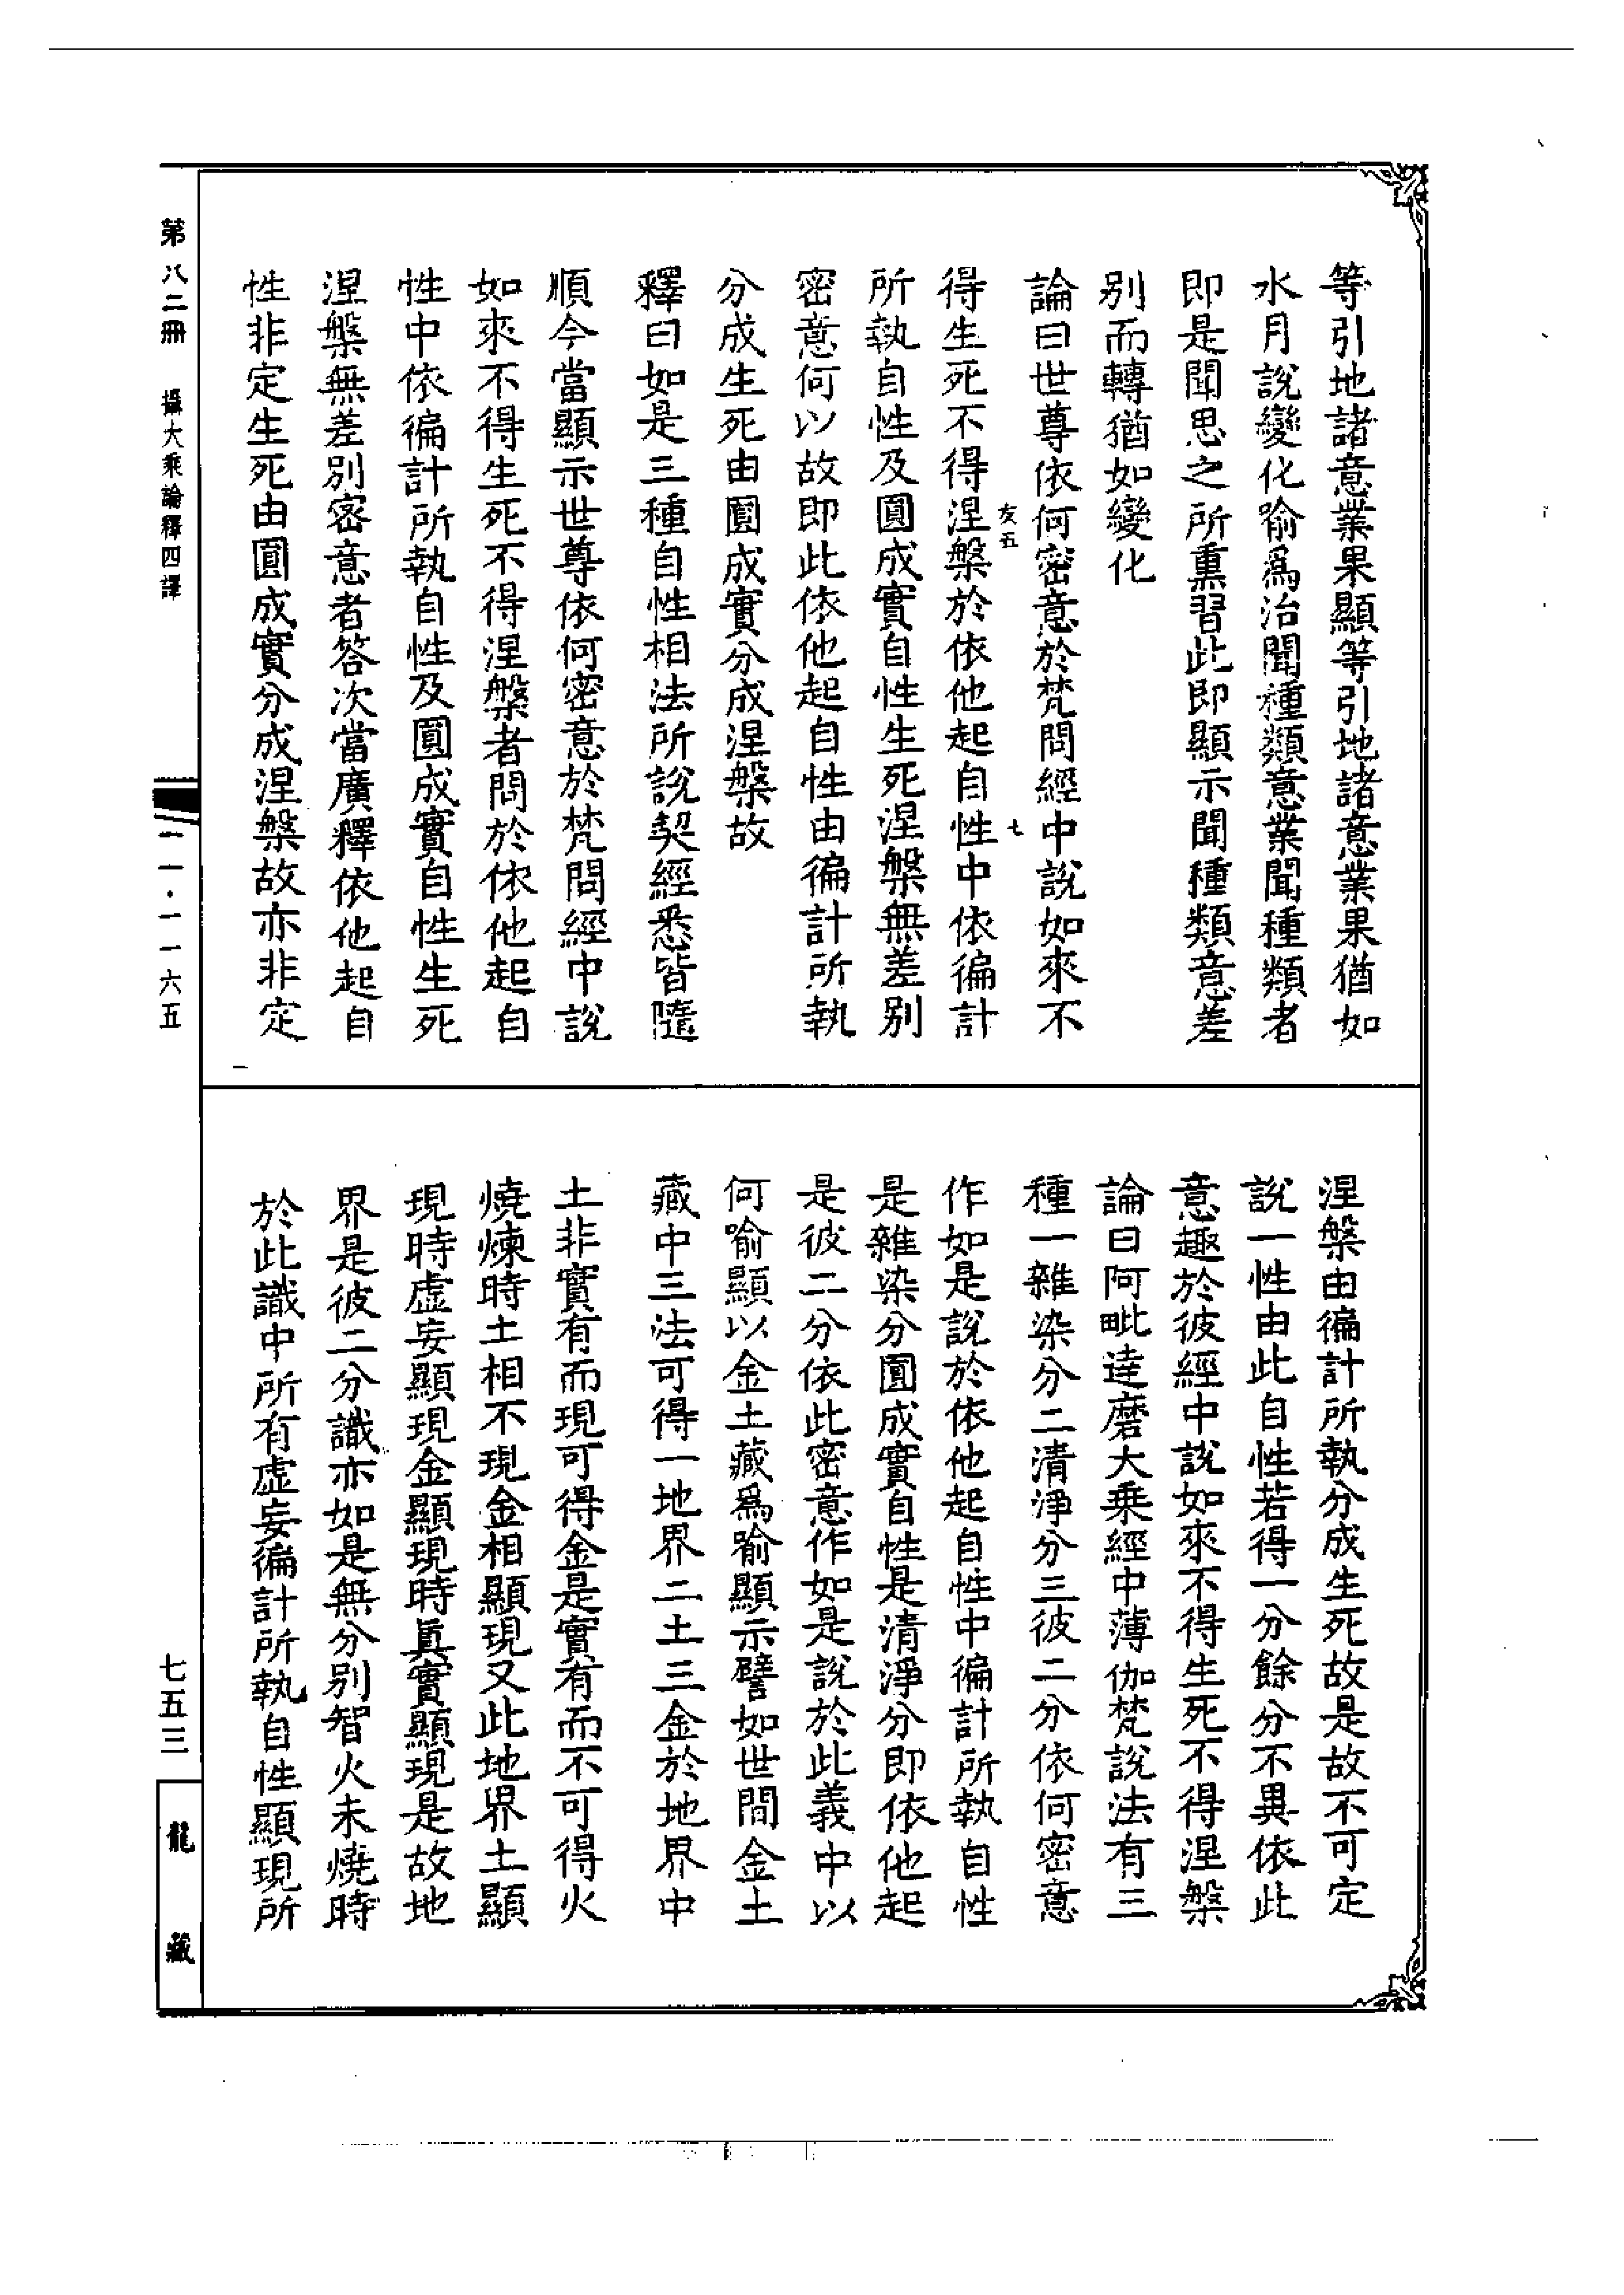 等引地諸意業果顯等引地諸意業果猶如
水月說變化喻爲治聞種類意業聞種類者
即是聞思之所熏習此即顯示聞種類意差
別而轉猶如變化
論曰世尊依何密意於梵問經中說如來不
得生死不得涅槃於依他起自性中依徧計
所執自性及圓成實自性生死涅槃無差別
密意何以故即此依他起自性由徧計所執
分成生死由圓成實分成涅槃故
釋曰如是三種自性相法所說契經悉皆隨
順今當顯示世尊依何密意於梵問經中說
如來不得生死不得涅槃者問於依他起自
性中依徧計所執自性及圓成實自性生死
涅槃無差別密意者答次當廣釋依他起自
性非定生死由圓成實分成涅槃故亦非定
亥五
七
涅槃由徧計所執分成生死故是故不可定
說一性由此自性若得一分餘分不異依此
意趣於彼經中說如來不得生死不得涅槃
論曰阿毗達磨大乘經中薄伽梵說法有三
種一雜染分二清淨分三彼二分依何密意
作如是說於依他起自性中徧計所執自性
是雜染分圓成實自性是清淨分即依他起
是彼二分依此密意作如是說於此義中以
何喻顯以金土藏爲喻顯示譬如世間金土
藏中三法可得一地界二土三金於地界中
土非實有而現可得金是實有而不可得火
燒煉時土相不現金相顯現又此地界土顯
現時虛妄顯現金顯現時眞實顯現是故地
界是彼二分識亦如是無分別智火未燒時
於此識中所有虛妄徧計所執自性顯現所
第八二冊 攝大乘論釋四譯
二一·一一六五
七五三
龍藏